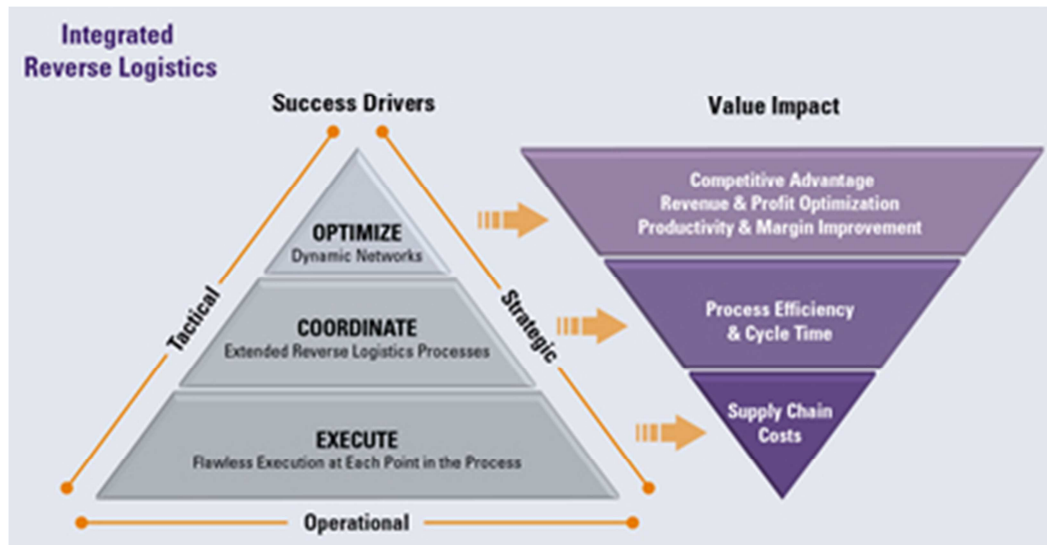 Integrated
Reverse Logistics
Success Drivers
Value Impact
OPTIMIZE
Dynamic Networks
COORDINATE
Extended Reverse Logistics Processes
EXECUTE
Flawless Execution at Each Point in the Process
Tactical
Strategic
Operational
Competitive Advantage
Revenue & Profit Optimization
Productivity & Margin Improvement
Process Efficiency
& Cycle Time
Supply Chain
Costs